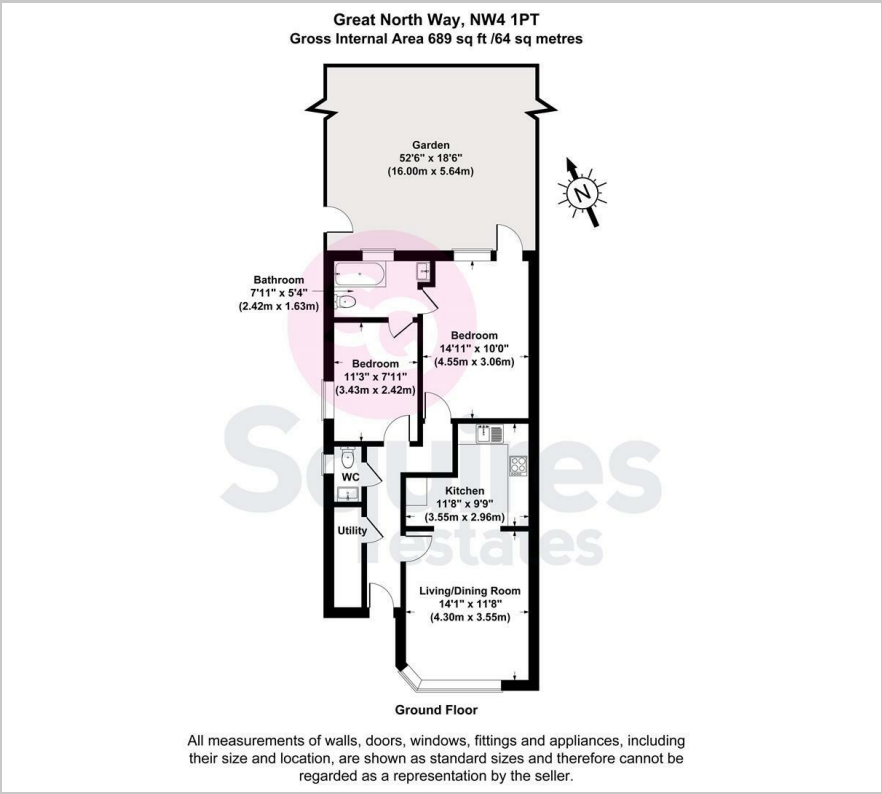 Great North Way, NW4 1PT
Gross Internal Area 689 sq ft /64 sq metres
Garden
52'6" x 18'6"
(16.00m x 5.64m)
N
Bathroom
7'11" x 5'4"
(2.42m x 1.63m)
Bedroom
14'11" x 10'0"
(4.55m x 3.06m)
Bedroom
11'3" x 7'11"
(3.43m x 2.42m)
Squires
estates
WC
Kitchen
11'8" x 9'9"
(3.55m x 2.96m)
Utility
Living/Dining Room
14'1" x 11'8"
(4.30m x 3.55m)
Ground Floor
All measurements of walls, doors, windows, fittings and appliances, including
their size and location, are shown as standard sizes and therefore cannot be
regarded as a representation by the seller.